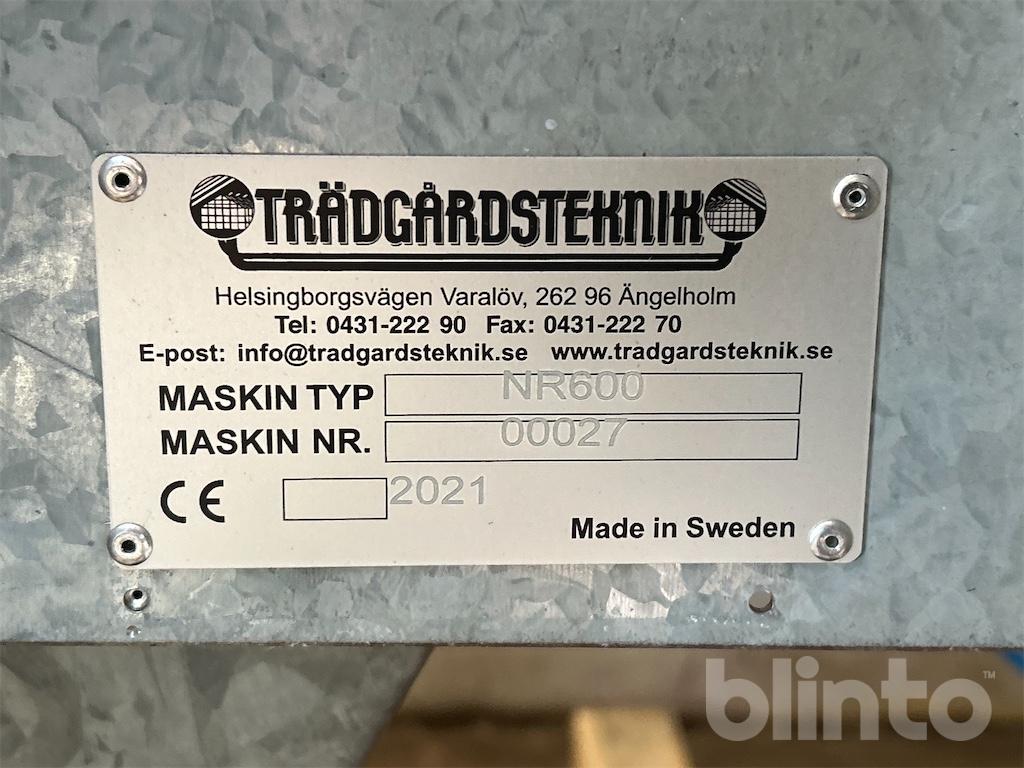 TRÄDGÅRDSTEKNIK
Helsingborgsvägen Varalöv, 262 96 Ängelholm
Tel: 0431-222 90 Fax: 0431-222 70
E-post: info@tradgardsteknik.se www.tradgardsteknik.se
MASKIN TYP NR600
MASKIN NR. 00027
CE 2021
Made in Sweden
blinto™